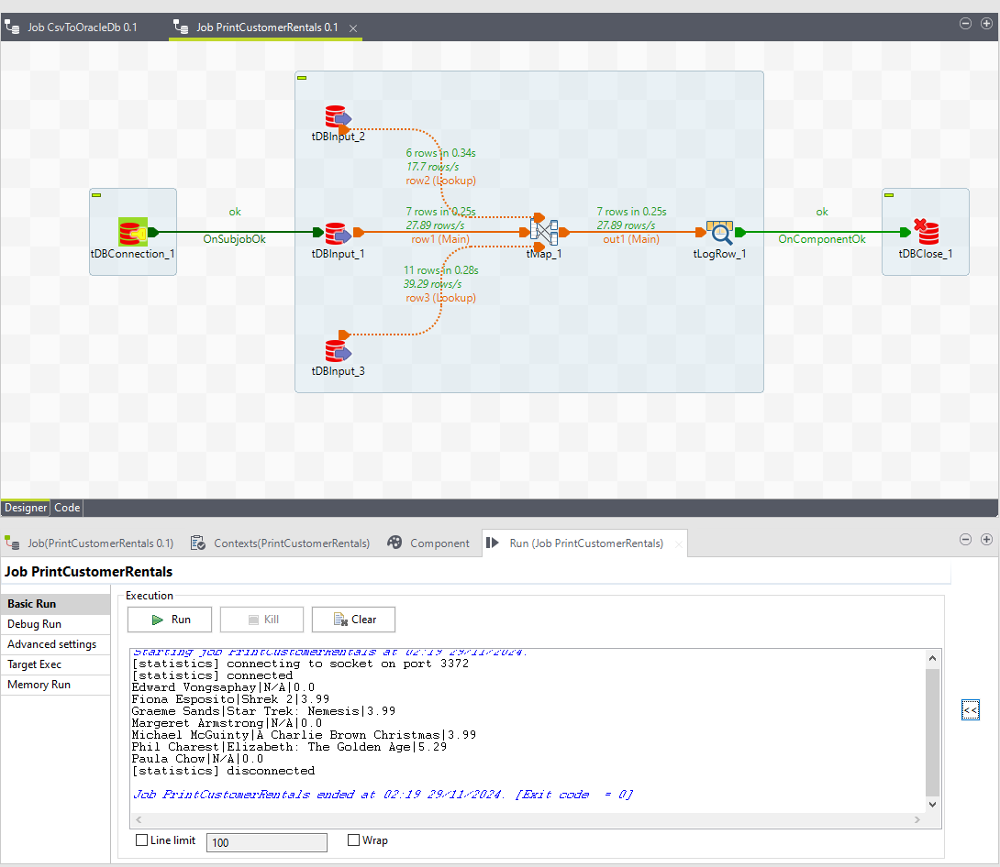 Job CsvToOracleDb 0.1
Job PrintCustomerRentals 0.1
tDBInput_2
6 rows in 0.34s
17.7 rows/s
row2 (Lookup)
ok
7 rows in 0.25s
7 rows in 0.25s
ok
27.89 rows/s
27.89 rows/s
OnSubjobOk
row1 (Main)
out1 (Main)
OnComponentOk
tDBConnection_1
tDBInput_1
tMap_1
tLogRow_1
tDBClose_1
11 rows in 0.28s
39.29 rows/s
row3 (Lookup)
tDBInput_3
Designer
Code
Job(PrintCustomerRentals 0.1)
Contexts(PrintCustomerRentals)
Component
Run (Job PrintCustomerRentals)
Job PrintCustomerRentals
Basic Run
Debug Run
Advanced settings
Target Exec
Memory Run
Execution
Run
Kill
Clear
Starting job PrintCustomerRentals at 02:19 29/11/2024.
[statistics] connecting to socket on port 3372
[statistics] connected
Edward Vongsaphay|N/A|0.0
Fiona Esposito|Shrek 2|3.99
Graeme Sands|Star Trek: Nemesis|3.99
Margeret Armstrong|N/A|0.0
Michael McGuinty|A Charlie Brown Christmas|3.99
Phil Charest|Elizabeth: The Golden Age|5.29
Paula Chow|N/A|0.0
[statistics] disconnected
Job PrintCustomerRentals ended at 02:19 29/11/2024. [Exit code  = 0]
<<
Line limit
100
Wrap